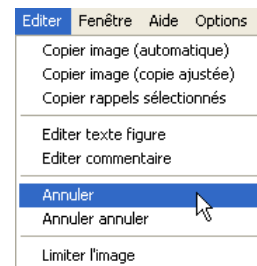 Editer Fenêtre Aide Options
Copier image (automatique)
Copier image (copie ajustée)
Copier rappels sélectionnés
Editer texte figure
Editer commentaire
Annuler
Annuler annuler
Limiter l'image